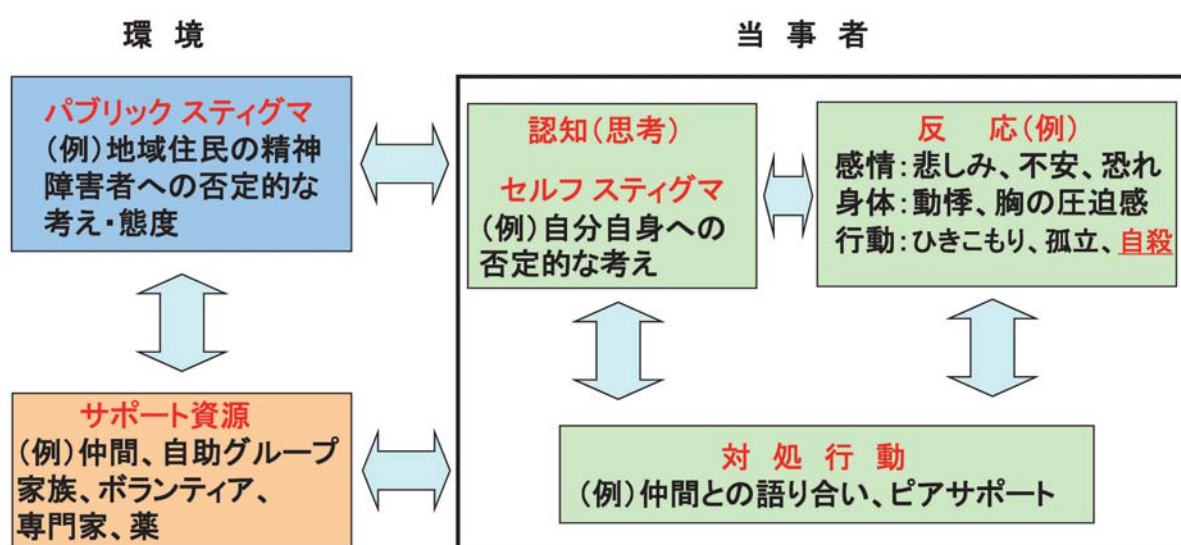 環 境
パブリック スティグマ
(例)地域住民の精神
障害者への否定的な
考え・態度
サポート資源
(例)仲間、自助グループ
家族、ボランティア、
専門家、薬
当 事 者
認知(思考)
セルフ スティグマ
(例)自分自身への
否定的な考え
反 応(例)
感情:悲しみ、不安、恐れ
身体:動悸、胸の圧迫感
行動:ひきこもり、孤立、自殺
対 処 行 動
(例)仲間との語り合い、ピアサポート